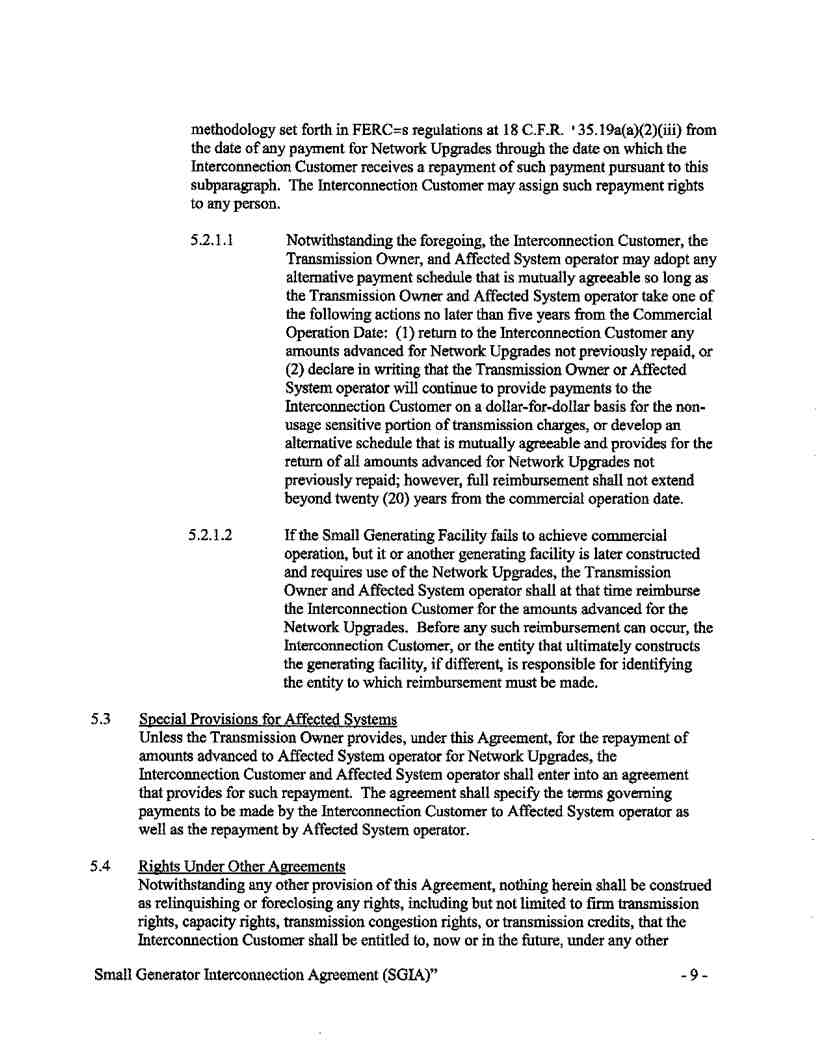 methodology set forth in FERC=s regulations at 18 C.F.R. '35.19a(a)(2)(iii) from
the date of any payment for Network Upgrades through the date on which the
Interconnection Customer receives a repayment of such payment pursuant to this
subparagraph. The Interconnection Customer may assign such repayment rights
to any person.
5.2.1.1 Notwithstanding the foregoing, the Interconnection Customer, the
Transmission Owner, and Affected System operator may adopt any
alternative payment schedule that is mutually agreeable so long as
the Transmission Owner and Affected System operator take one of
the following actions no later than five years from the Commercial
Operation Date: (1) return to the Interconnection Customer any
amounts advanced for Network Upgrades not previously repaid, or
(2) declare in writing that the Transmission Owner or Affected
System operator will continue to provide payments to the
Interconnection Customer on a dollar-for-dollar basis for the non-
usage sensitive portion of transmission charges, or develop an
alternative schedule that is mutually agreeable and provides for the
return of all amounts advanced for Network Upgrades not
previously repaid; however, full reimbursement shall not extend
beyond twenty (20) years from the commercial operation date.
5.2.1.2 If the Small Generating Facility fails to achieve commercial
operation, but it or another generating facility is later constructed
and requires use of the Network Upgrades, the Transmission
Owner and Affected System operator shall at that time reimburse
the Interconnection Customer for the amounts advanced for the
Network Upgrades. Before any such reimbursement can occur, the
Interconnection Customer, or the entity that ultimately constructs
the generating facility, if different, is responsible for identifying
the entity to which reimbursement must be made.
5.3 Special Provisions for Affected Systems
Unless the Transmission Owner provides, under this Agreement, for the repayment of
amounts advanced to Affected System operator for Network Upgrades, the
Interconnection Customer and Affected System operator shall enter into an agreement
that provides for such repayment. The agreement shall specify the terms governing
payments to be made by the Interconnection Customer to Affected System operator as
well as the repayment by Affected System operator.
5.4 Rights Under Other Agreements
Notwithstanding any other provision of this Agreement, nothing herein shall be construed
as relinquishing or foreclosing any rights, including but not limited to firm transmission
rights, capacity rights, transmission congestion rights, or transmission credits, that the
Interconnection Customer shall be entitled to, now or in the future, under any other
Small Generator Interconnection Agreement (SGIA)” - 9 -